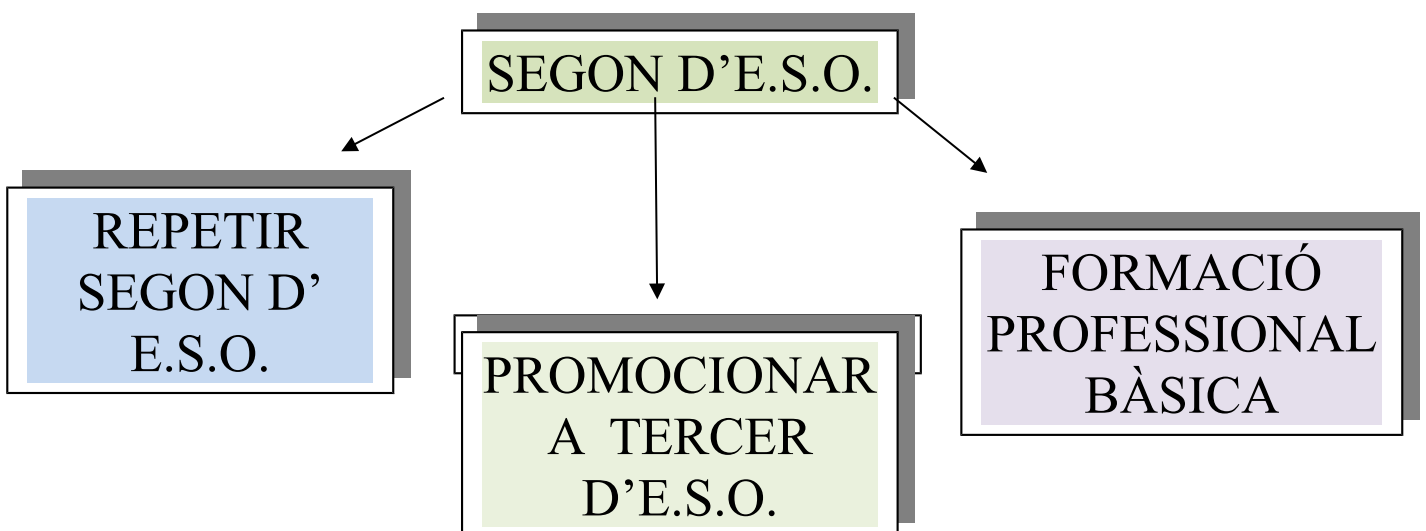 SEGON D’E.S.O.
REPETIR
SEGON D’
E.S.O.
PROMOCIONAR
A TERCER
D’E.S.O.
FORMACIÓ
PROFESSIONAL
BÀSICA